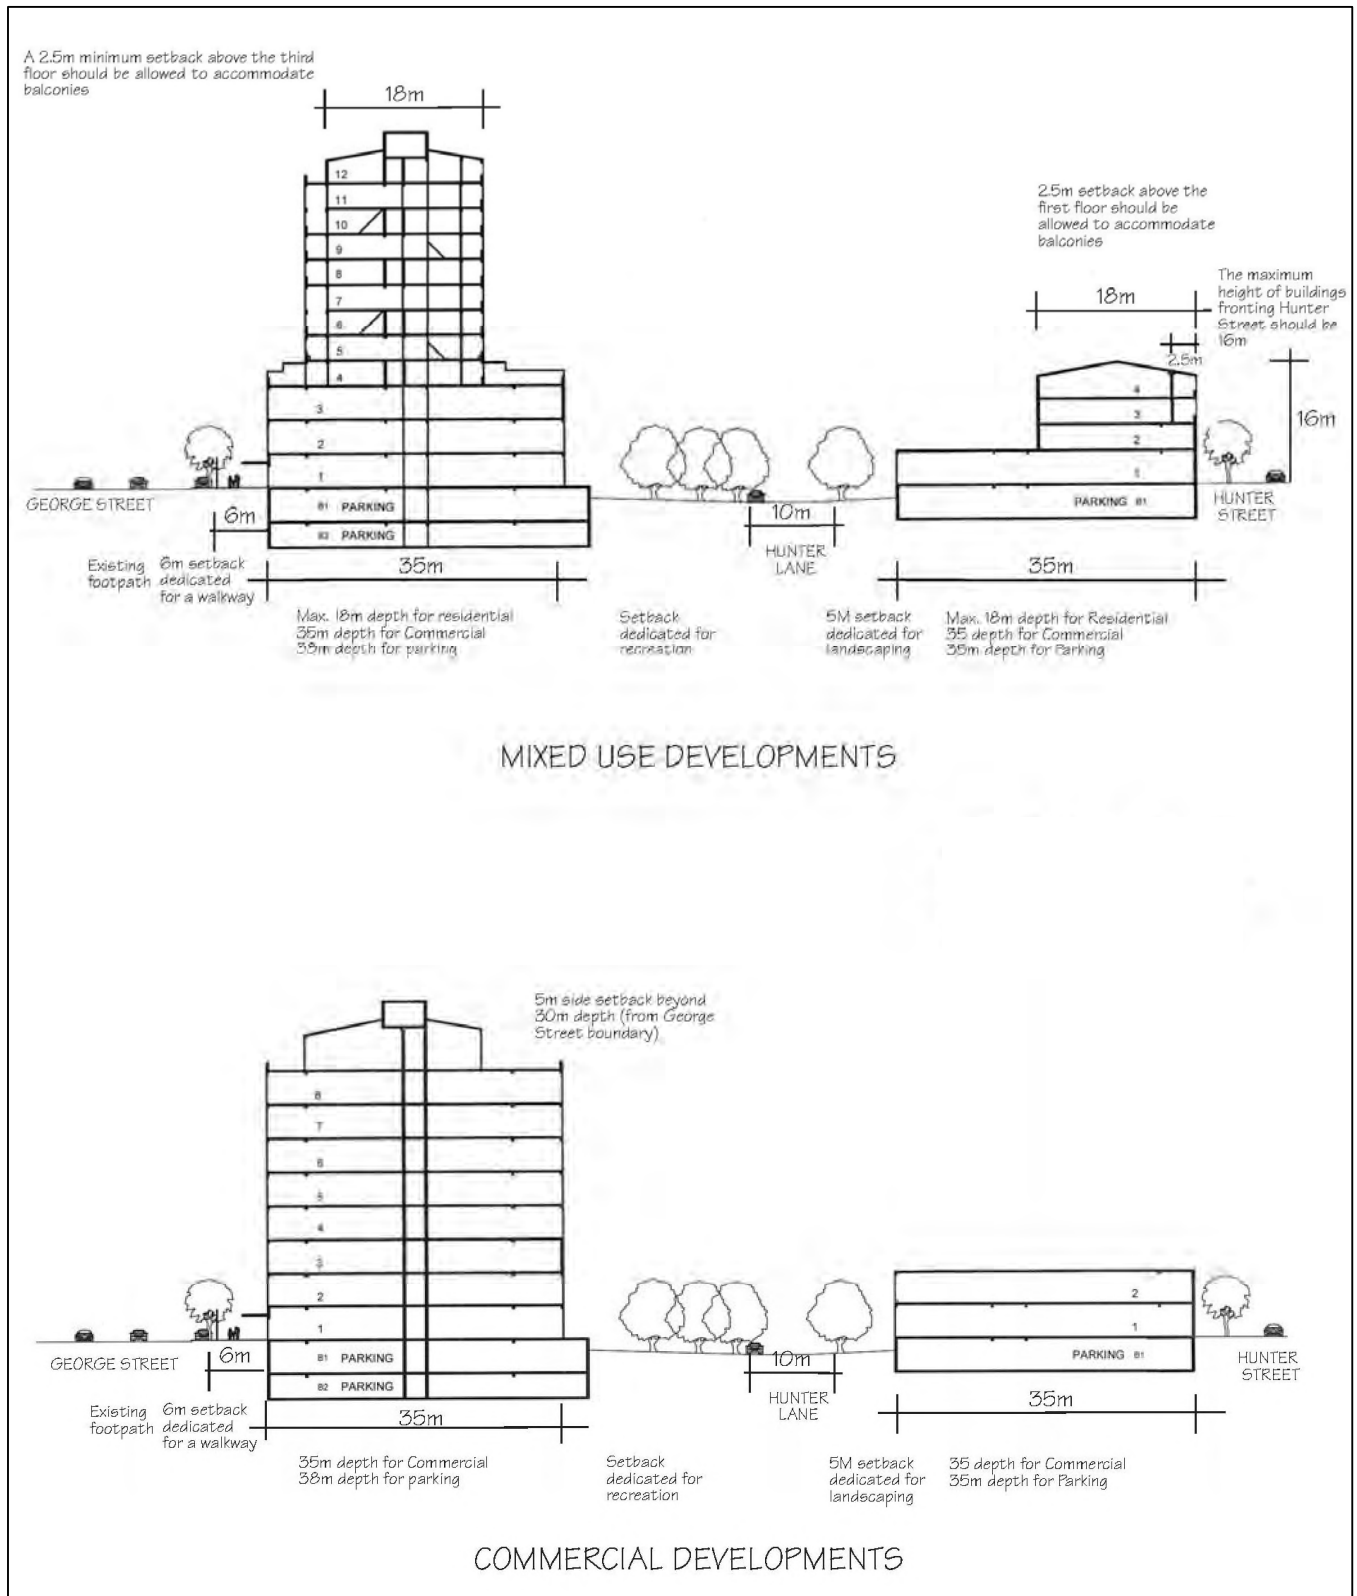 A 2.5m minimum setback above the third
floor should be allowed to accommodate
balconies
18m
12
11
10
9
8
7
6
5
4
3
2
1
B1 PARKING
B2 PARKING
GEORGE STREET
6m
Existing
footpath
6m setback
dedicated
for a walkway
35m
Max. 18m depth for residential
35m depth for Commercial
38m depth for parking
Setback
dedicated for
recreation
10m
HUNTER
LANE
5M setback
dedicated for
landscaping
2.5m setback above the
first floor should be
allowed to accommodate
balconies
The maximum
height of buildings
fronting Hunter
Street should be
16m
18m
2.5m
16m
4
3
2
1
PARKING B1
HUNTER
STREET
35m
Max. 18m depth for Residential
35 depth for Commercial
35m depth for Parking
MIXED USE DEVELOPMENTS
5m side setback beyond
30m depth (from George
Street boundary)
8
7
6
5
4
3
2
1
B1 PARKING
B2 PARKING
GEORGE STREET
6m
Existing
footpath
6m setback
dedicated
for a walkway
35m
35m depth for Commercial
38m depth for parking
Setback
dedicated for
recreation
10m
HUNTER
LANE
5M setback
dedicated for
landscaping
2
1
PARKING B1
HUNTER
STREET
35m
35 depth for Commercial
35m depth for Parking
COMMERCIAL DEVELOPMENTS